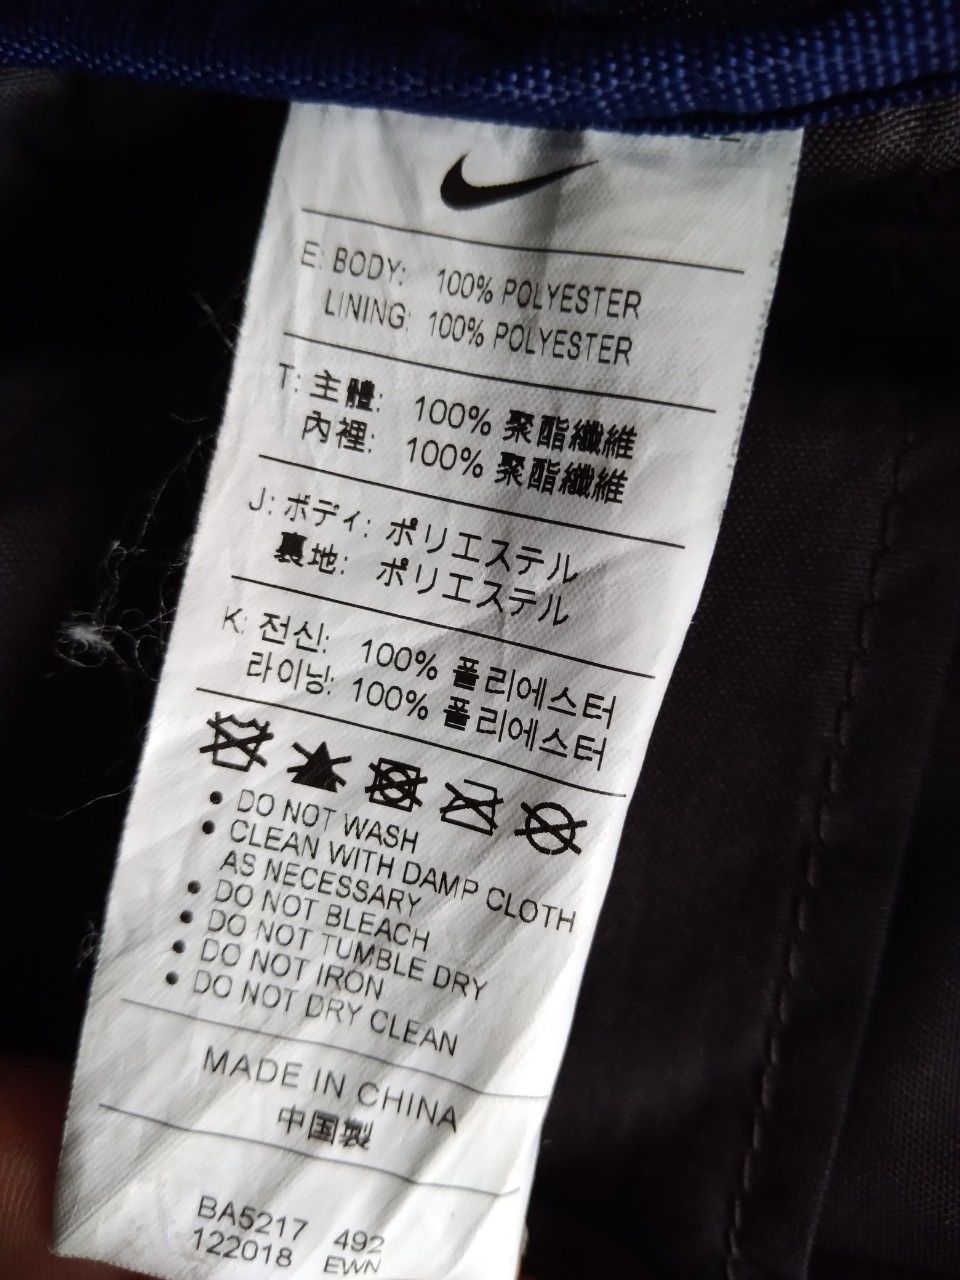 E: BODY: 100% POLYESTER
LINING: 100% POLYESTER
T: 主體: 100% 聚酯纖維
內裡: 100% 聚酯纖維
J: ボディ: ポリエステル
裏地: ポリエステル
K: 전신: 100% 폴리에스터
라이닝: 100% 폴리에스터
• DO NOT WASH
• CLEAN WITH DAMP CLOTH
AS NECESSARY
• DO NOT BLEACH
• DO NOT TUMBLE DRY
• DO NOT IRON
• DO NOT DRY CLEAN
MADE IN CHINA
中国製
BA5217 492
122018 EWN